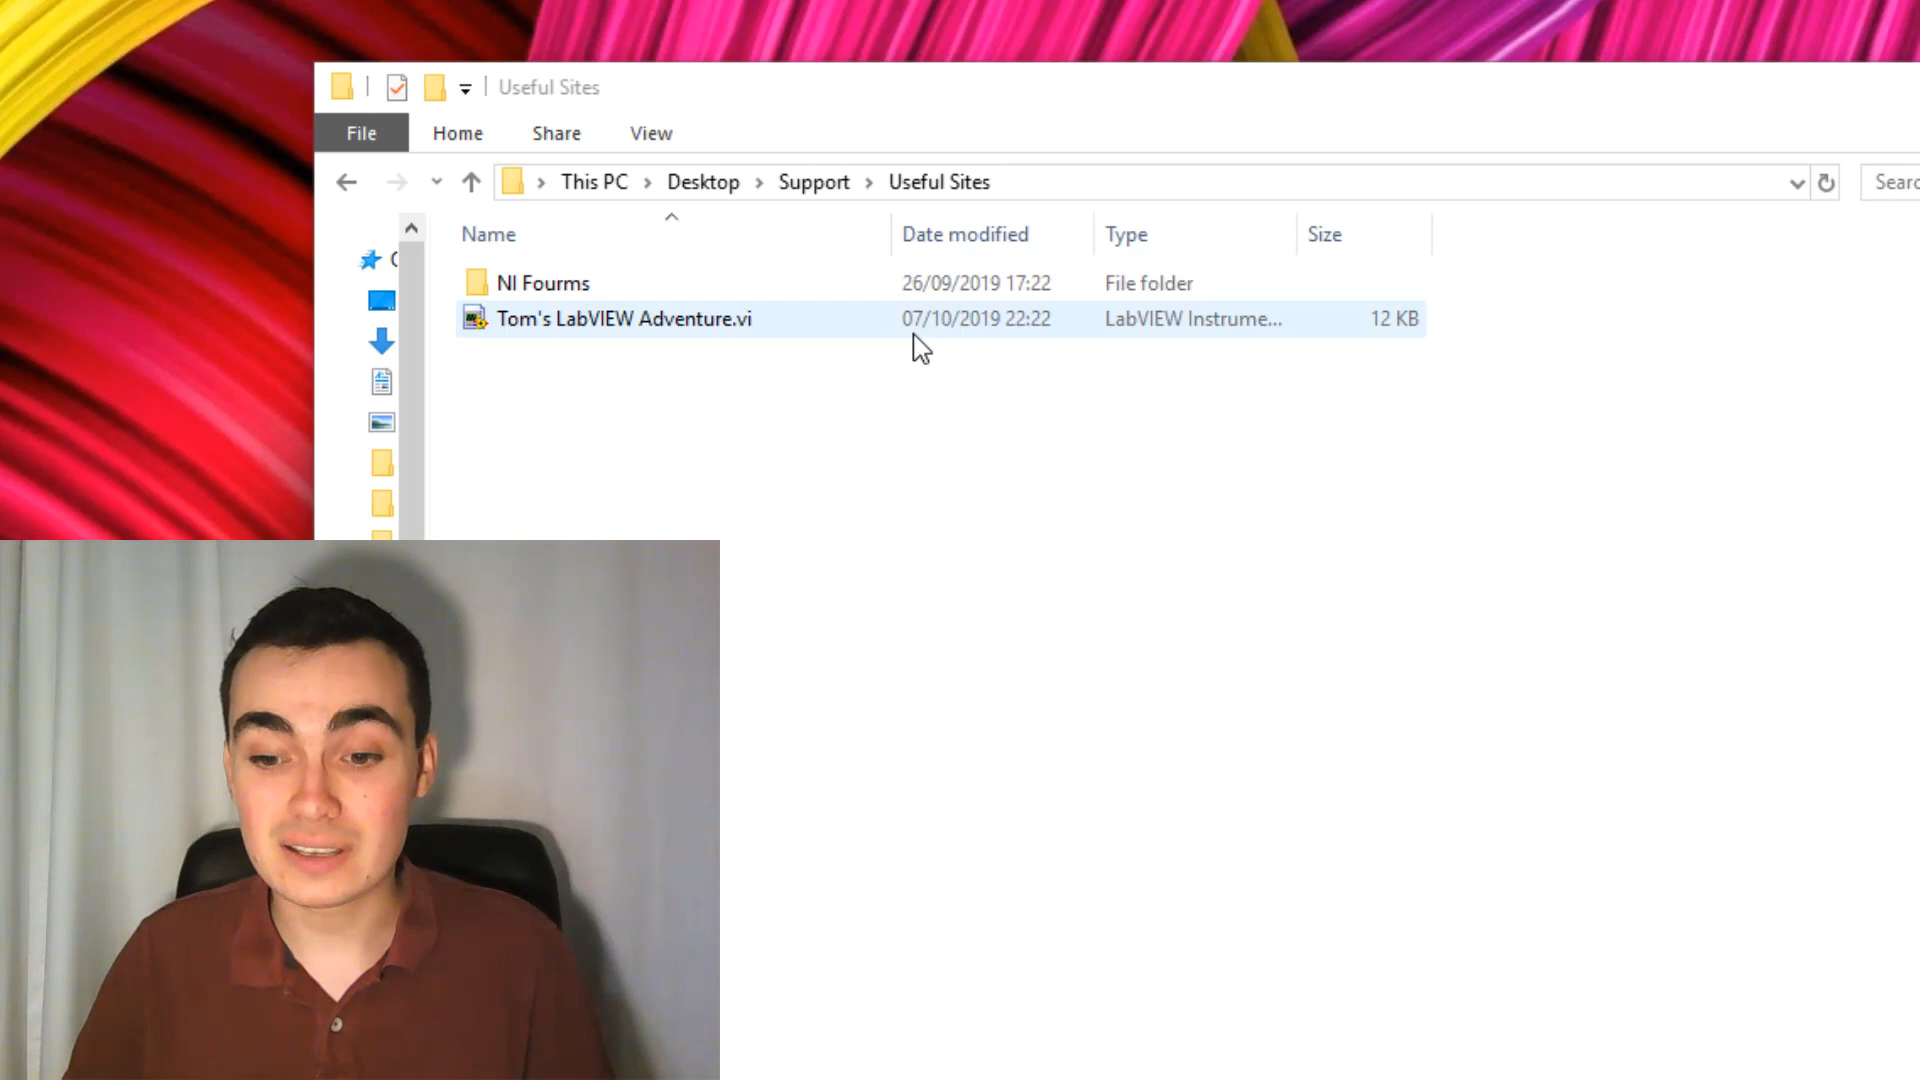 Useful Sites
File Home Share View
This PC Desktop Support Useful Sites
Name Date modified Type Size
NI Fourms 26/09/2019 17:22 File folder
Tom's LabVIEW Adventure.vi 07/10/2019 22:22 LabVIEW Instrume... 12 KB